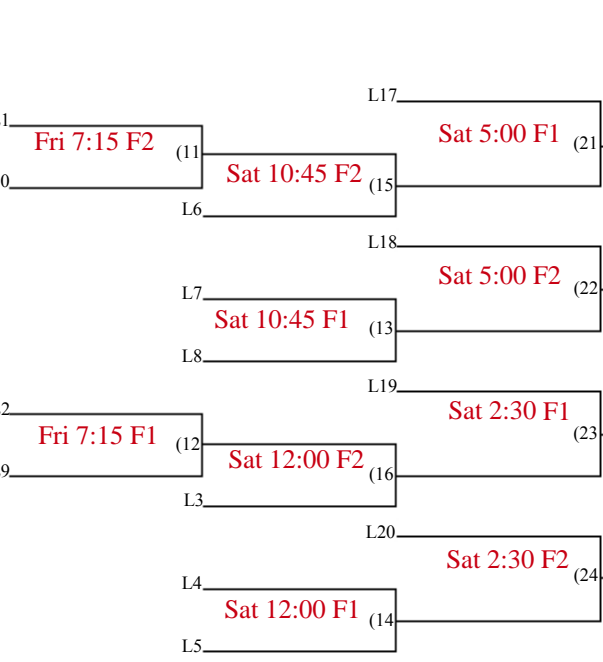 L17
1
Fri 7:15 F2
(11
Sat 5:00 F1
(21
0
Sat 10:45 F2
(15
L6
L18
Sat 5:00 F2
(22
L7
Sat 10:45 F1
(13
L8
L19
2
Sat 2:30 F1
(23
Fri 7:15 F1
(12
Sat 12:00 F2
(16
9
L3
L20
Sat 2:30 F2
(24
L4
Sat 12:00 F1
(14
L5